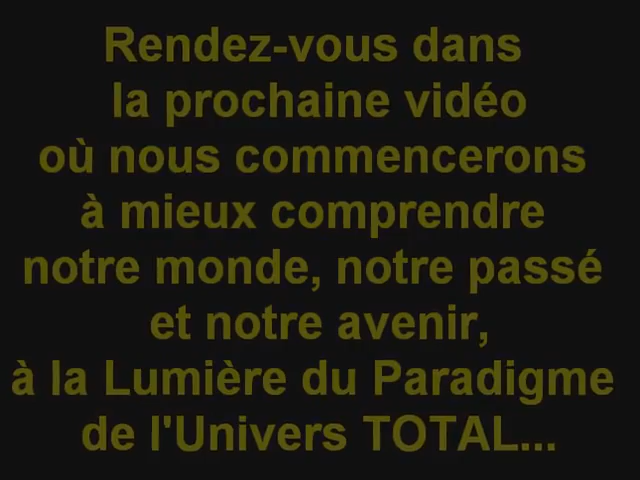 Rendez-vous dans
la prochaine vidéo
où nous commencerons
à mieux comprendre
notre monde, notre passé
et notre avenir,
à la Lumière du Paradigme
de l'Univers TOTAL...